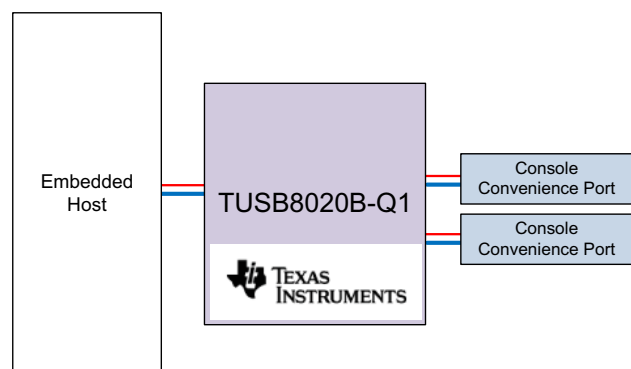 Embedded
Host
TUSB8020B-Q1
TEXAS
INSTRUMENTS
Console
Convenience Port
Console
Convenience Port